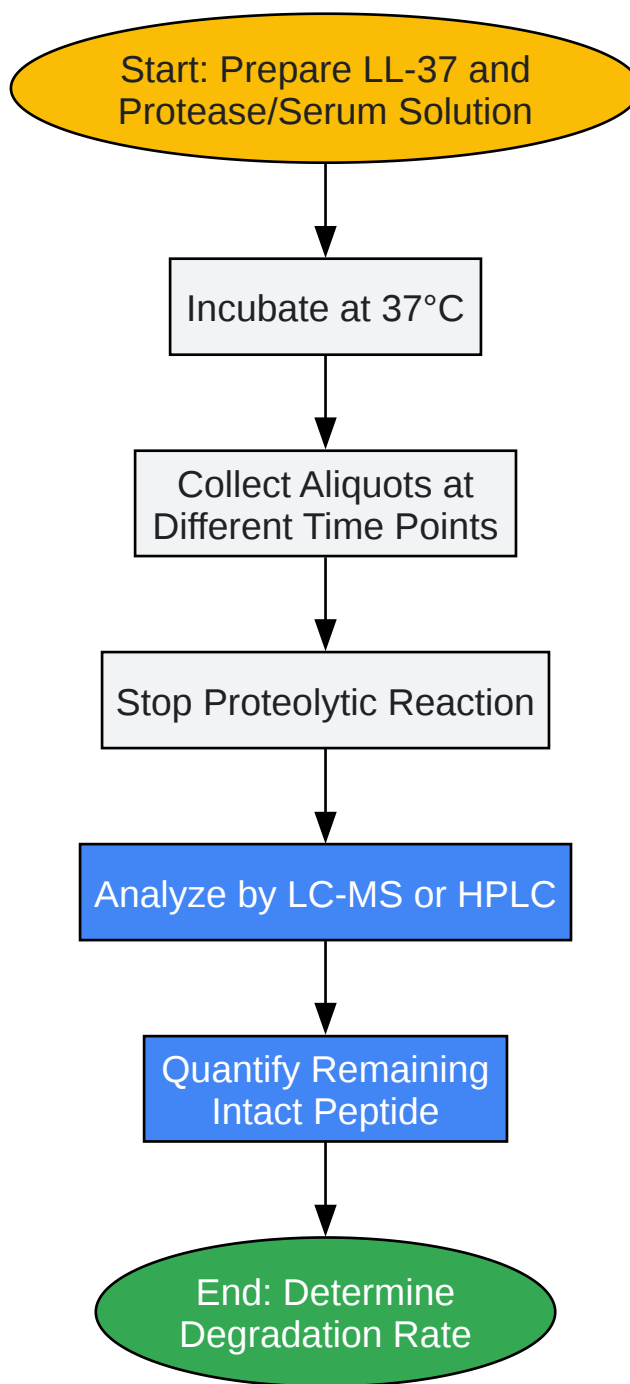 Start: Prepare LL-37 and
Protease/Serum Solution
Incubate at 37°C
Collect Aliquots at
Different Time Points
Stop Proteolytic Reaction
Analyze by LC-MS or HPLC
Quantify Remaining
Intact Peptide
End: Determine
Degradation Rate